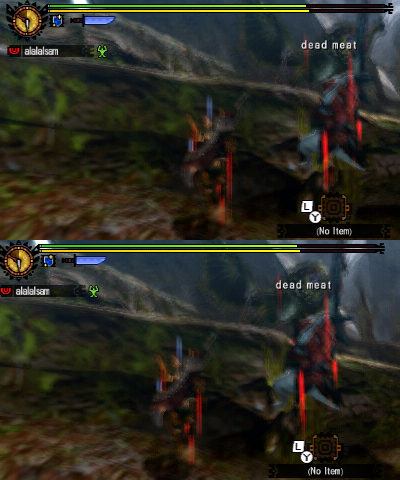 dead meat
alalalsam
L
Y
(No Item)
dead meat
alalalsam
L
Y
(No Item)